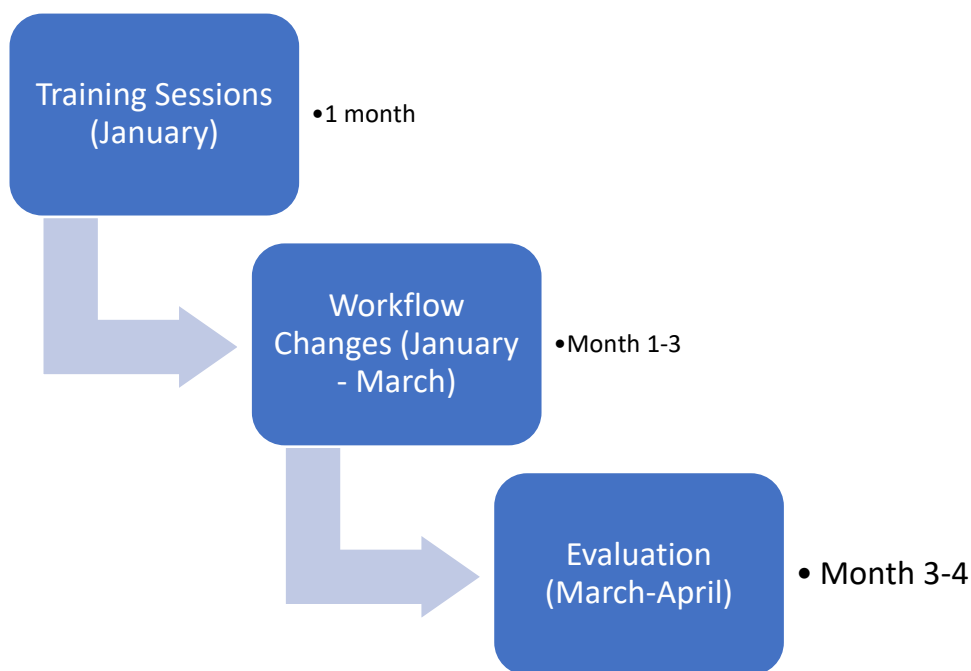 Training Sessions
(January)
•1 month
Workflow
Changes (January
- March)
•Month 1-3
Evaluation
(March-April)
• Month 3-4